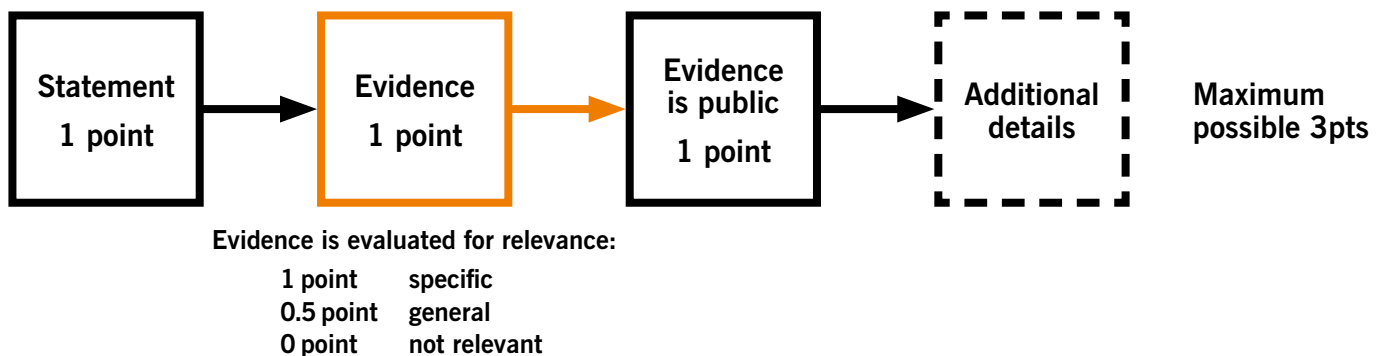 Statement
1 point
Evidence
1 point
Evidence
is public
1 point
Additional
details
Maximum
possible 3pts
Evidence is evaluated for relevance:
1 point specific
0.5 point general
0 point not relevant